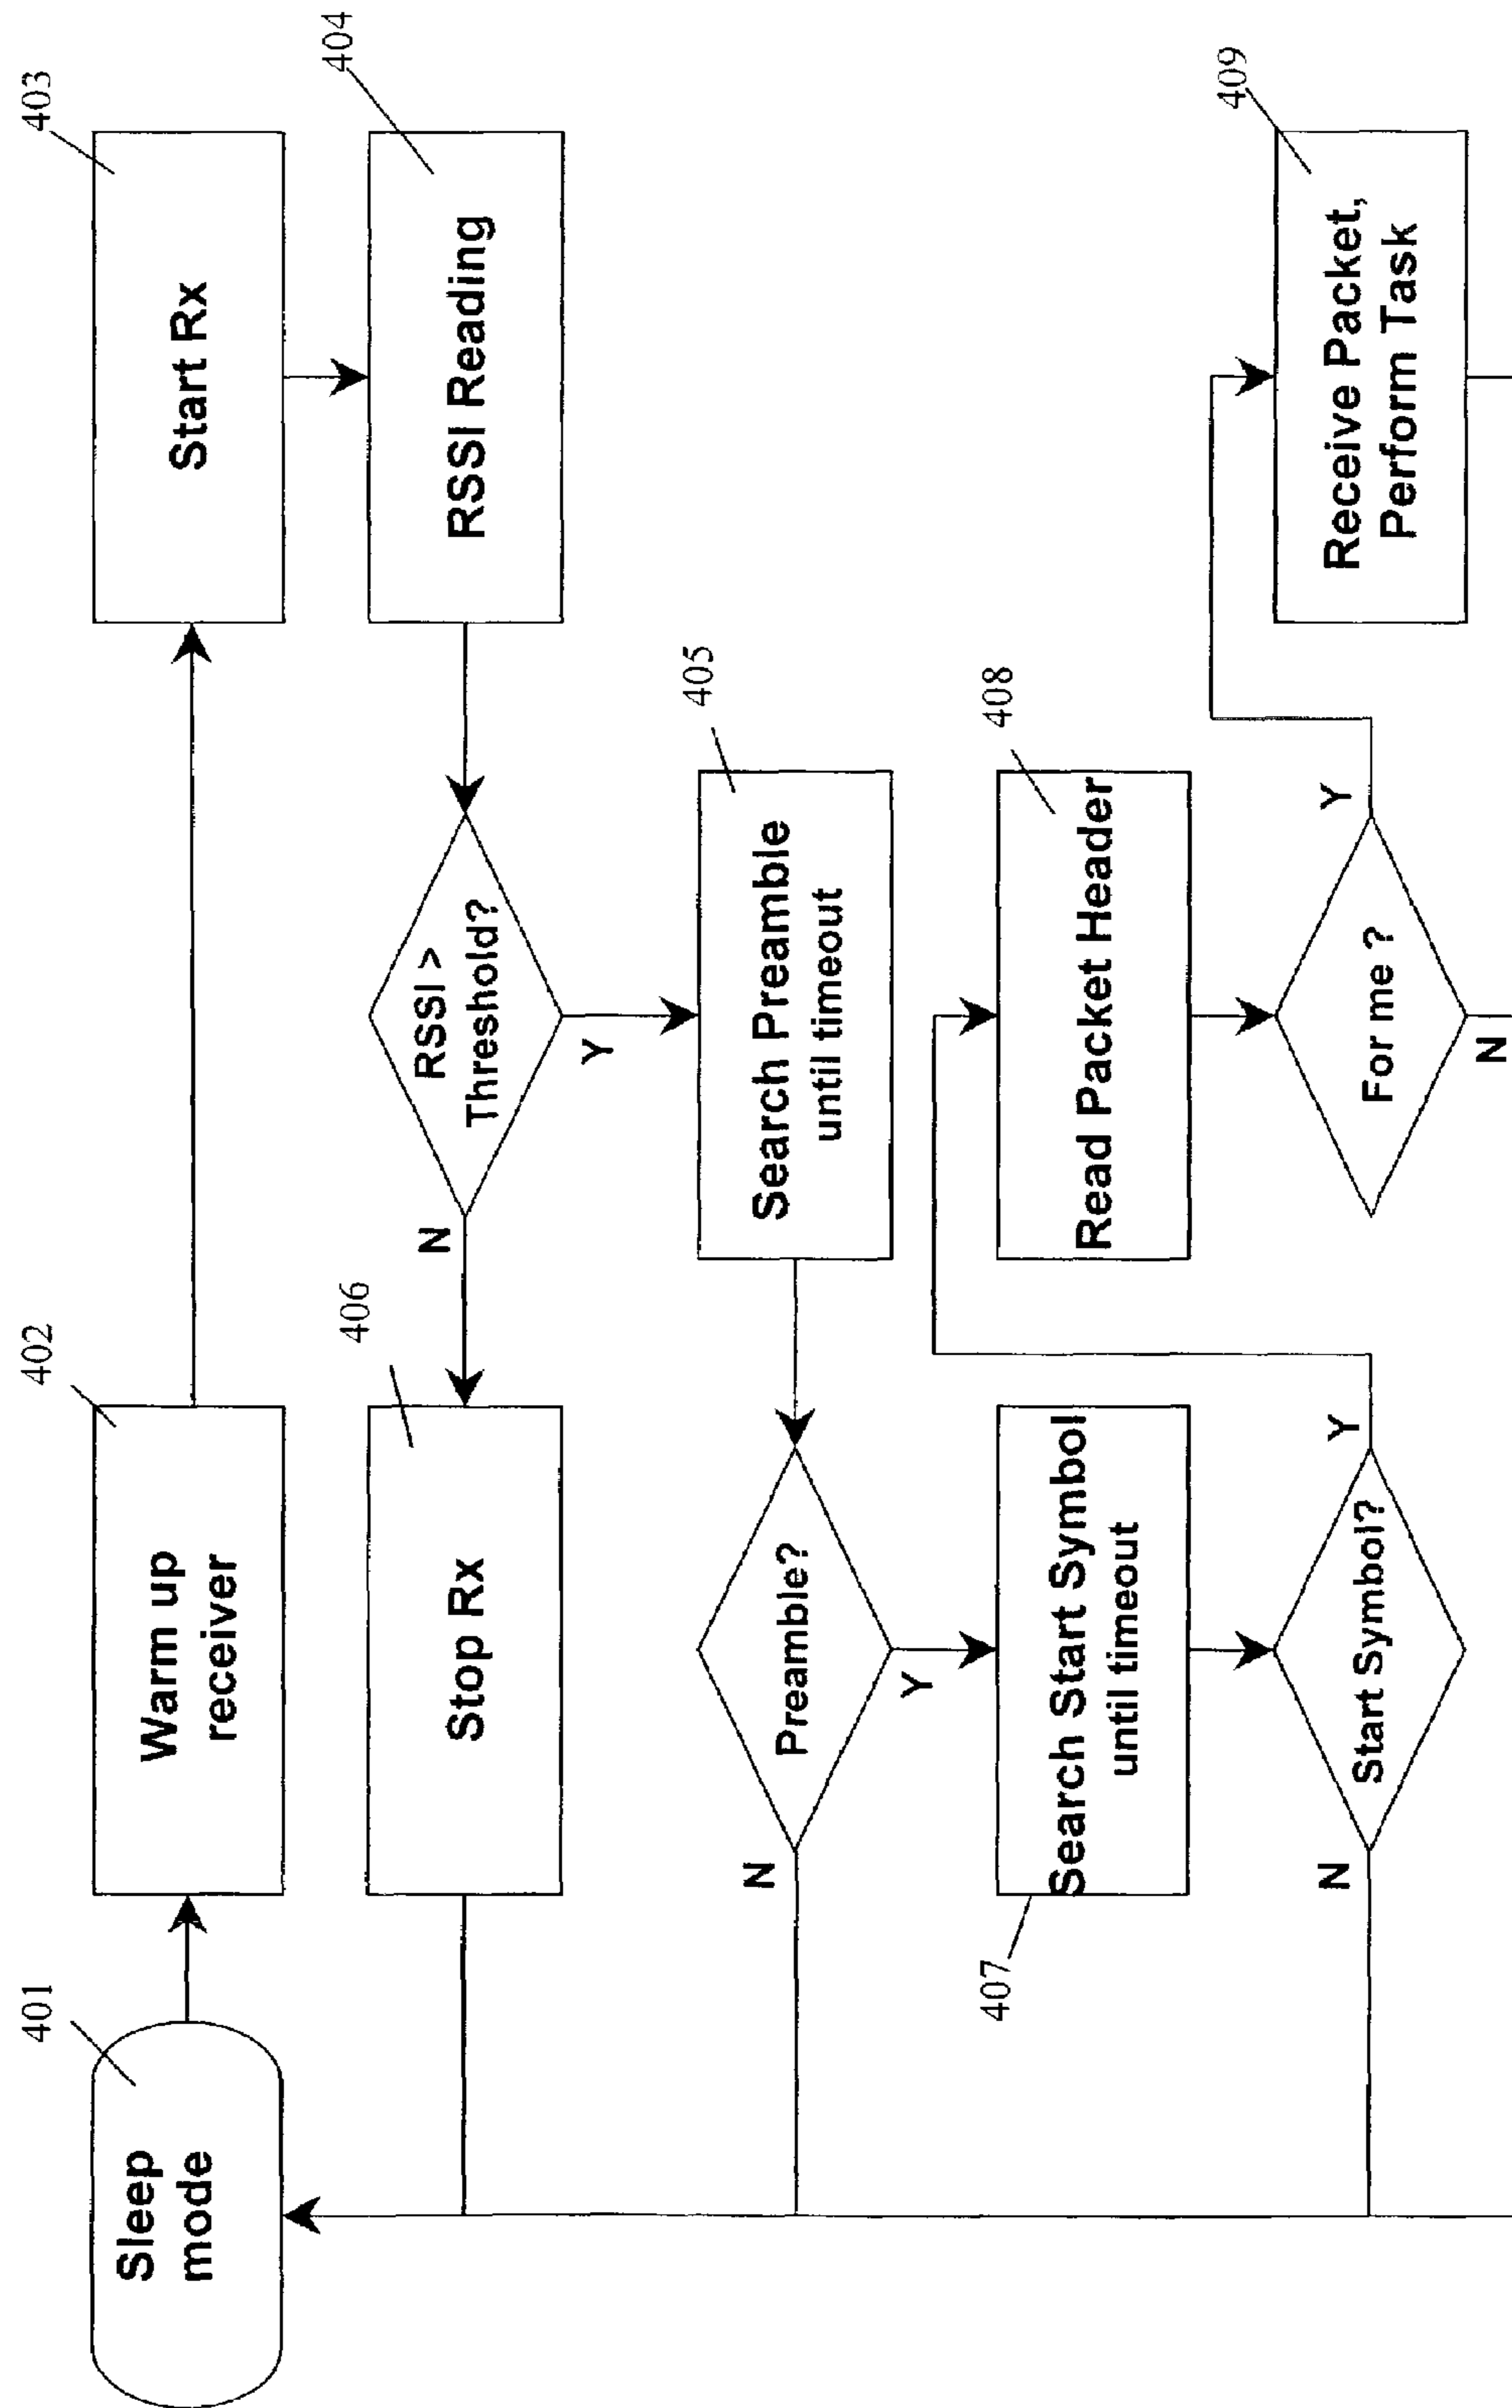 401
Sleep
mode
402
Warm up
receiver
403
Start Rx
404
RSSI Reading
RSSI >
Threshold?
N
Y
406
Stop Rx
405
Search Preamble
until timeout
Preamble?
N
Y
407
Search Start Symbol
until timeout
Start Symbol?
N
Y
408
Read Packet Header
For me ?
Y
N
409
Receive Packet,
Perform Task